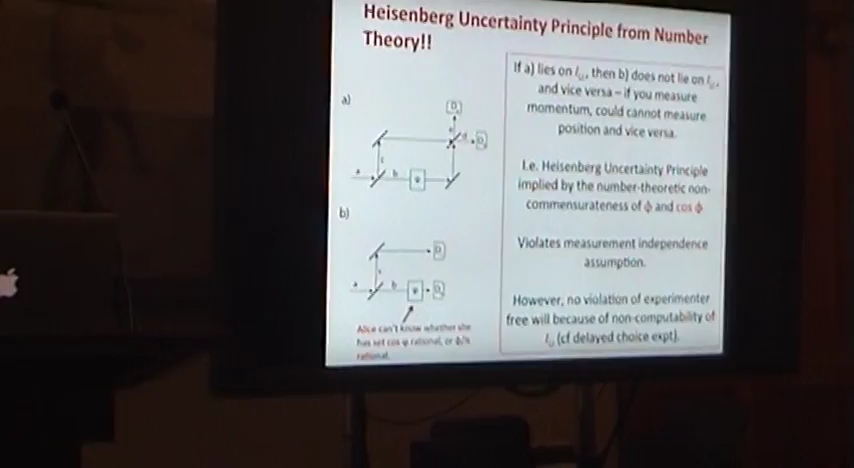 Heisenberg Uncertainty Principle from Number
Theory!!
a)
b)
If a) lies on I_U, then b) does not lie on I_U,
and vice versa – if you measure
momentum, could cannot measure
position and vice versa.
I.e. Heisenberg Uncertainty Principle
implied by the number-theoretic non-
commensurateness of ϕ and cos ϕ
Violates measurement independence
assumption.
However, no violation of experimenter
free will because of non-computability of
I_U (cf delayed choice expt).
Alice can't know whether she
has set cos φ rational, or
rational.